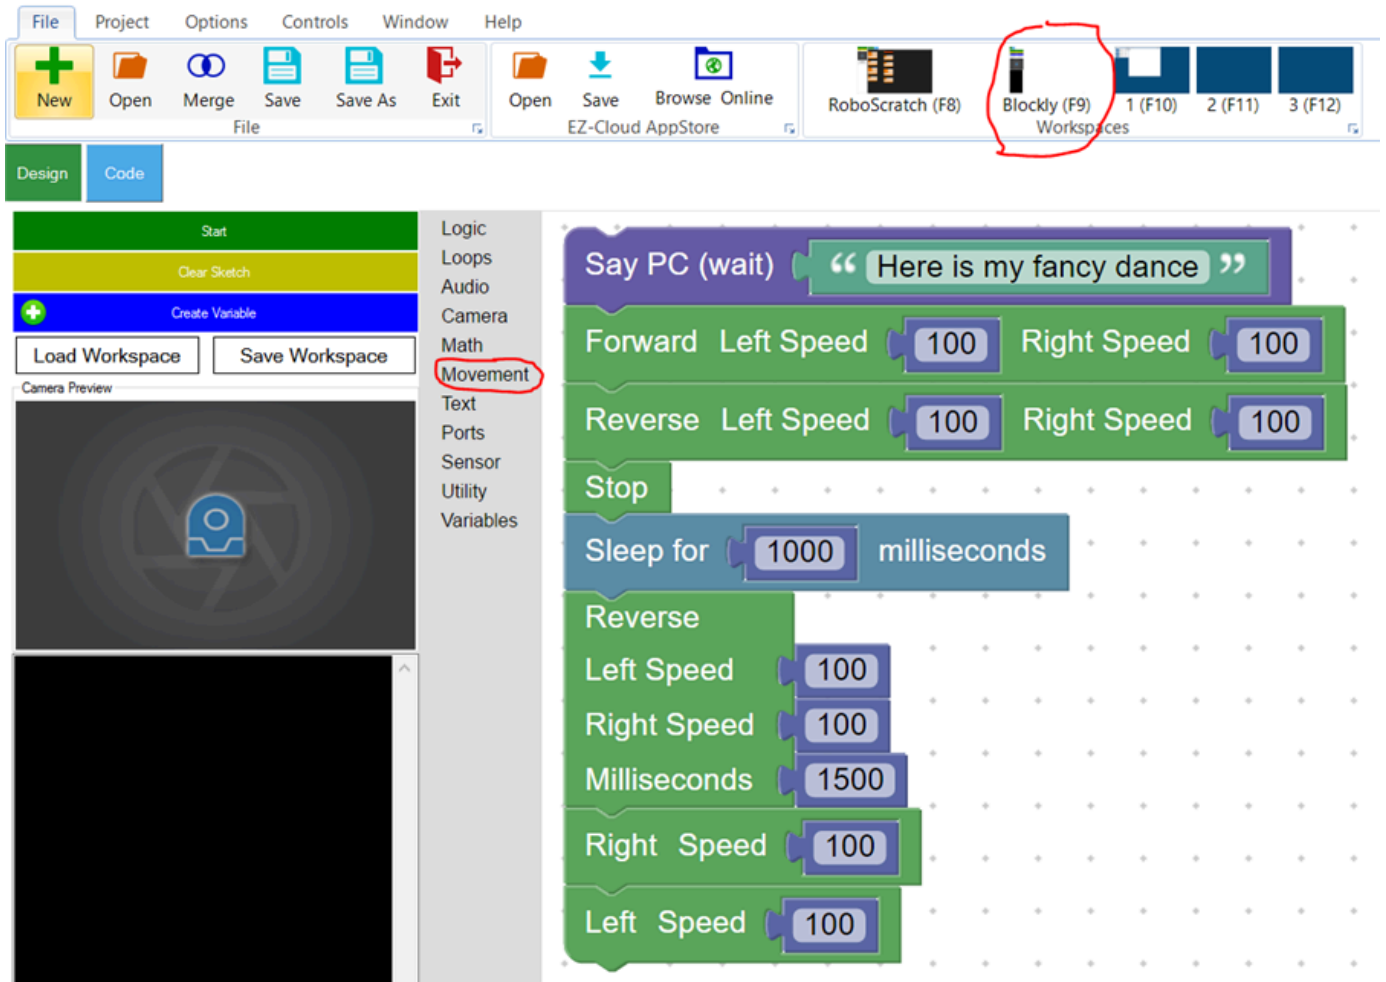 File Project Options Controls Window Help
New Open Merge Save Save As Exit Open Save Browse Online RoboScratch (F8) Blockly (F9) 1 (F10) 2 (F11) 3 (F12)
File EZ-Cloud AppStore Workspaces
Design Code
Start
Clear Sketch
Create Variable
Load Workspace Save Workspace
Camera Preview
Logic
Loops
Audio
Camera
Math
Movement
Text
Ports
Sensor
Utility
Variables
Say PC (wait) “ Here is my fancy dance ”
Forward Left Speed 100 Right Speed 100
Reverse Left Speed 100 Right Speed 100
Stop
Sleep for 1000 milliseconds
Reverse
Left Speed 100
Right Speed 100
Milliseconds 1500
Right Speed 100
Left Speed 100